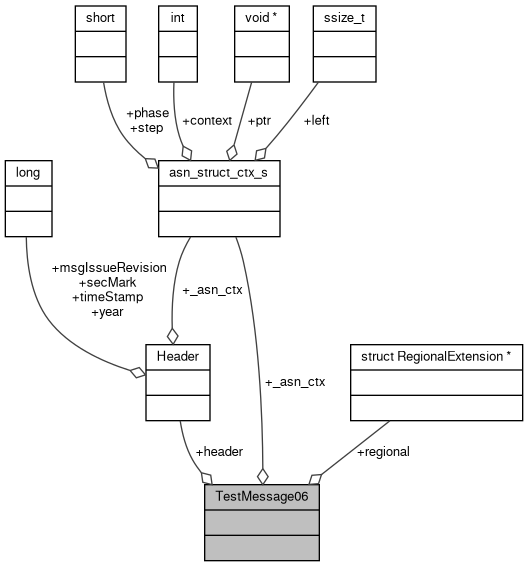 short
int
void *
ssize_t
+phase
+step
+context
+ptr
+left
long
asn_struct_ctx_s
+msgIssueRevision
+secMark
+timeStamp
+year
+_asn_ctx
Header
struct RegionalExtension *
+_asn_ctx
+header
+regional
TestMessage06